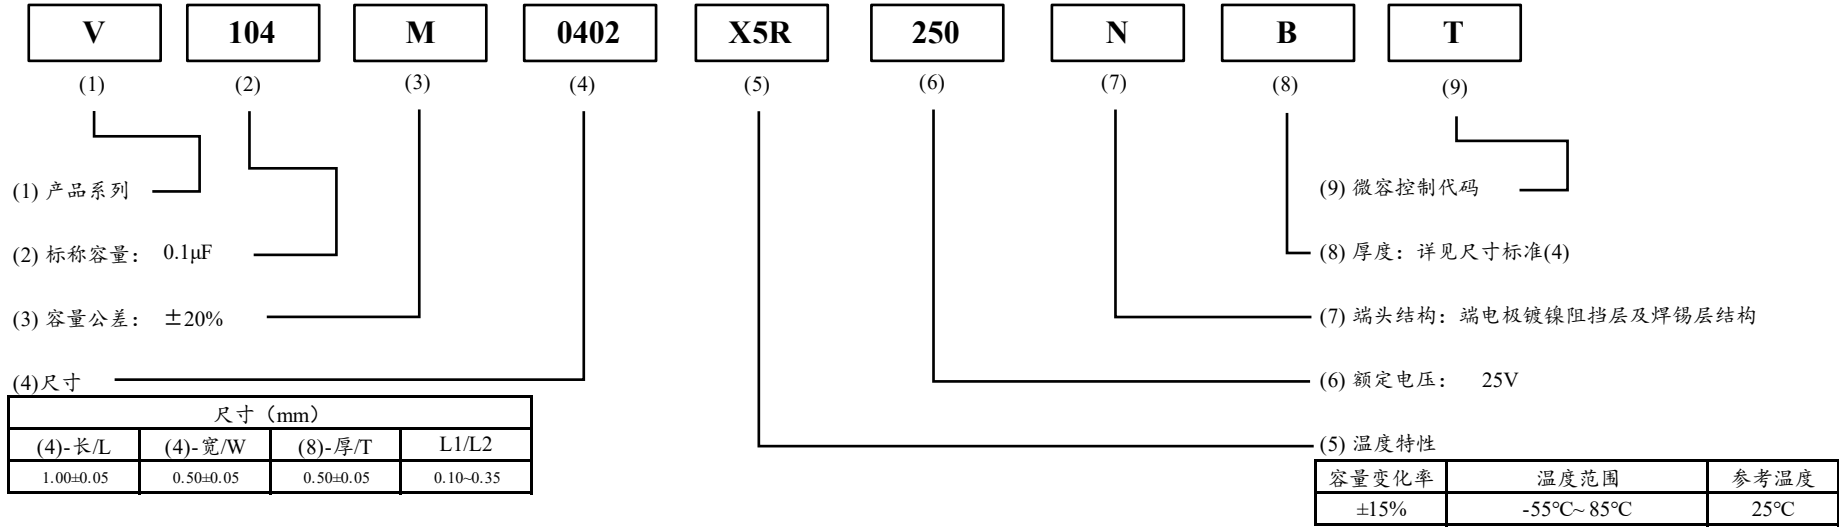 V 104 M 0402 X5R 250 N B T
(1) (2) (3) (4) (5) (6) (7) (8) (9)
(1) 产品系列
(9) 微容控制代码
(2) 标称容量： 0.1μF
(8) 厚度：详见尺寸标准(4)
(3) 容量公差： ±20%
(7) 端头结构：端电极镀镍阻挡层及焊锡层结构
(4)尺寸
(6) 额定电压： 25V
尺寸（mm）
(4)-长/L (4)-宽/W (8)-厚/T L1/L2
1.00±0.05 0.50±0.05 0.50±0.05 0.10~0.35
(5) 温度特性
容量变化率 温度范围 参考温度
±15% -55°C~ 85°C 25°C